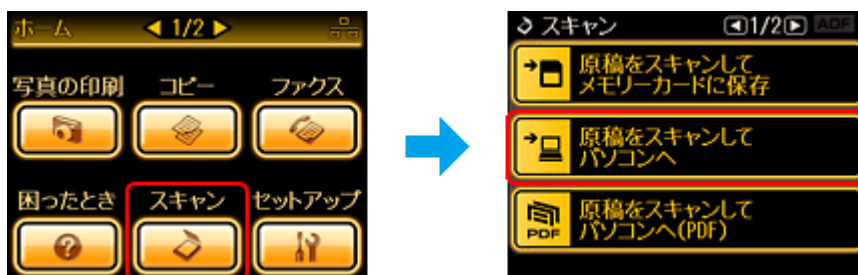 ホーム ◀ 1/2 ▶
写真の印刷 コピー ファクス
困ったとき スキャン セットアップ
スキャン ◀1/2▶ ADF
原稿をスキャンして
メモリーカードに保存
原稿をスキャンして
パソコンへ
原稿をスキャンして
パソコンへ(PDF)
PDF